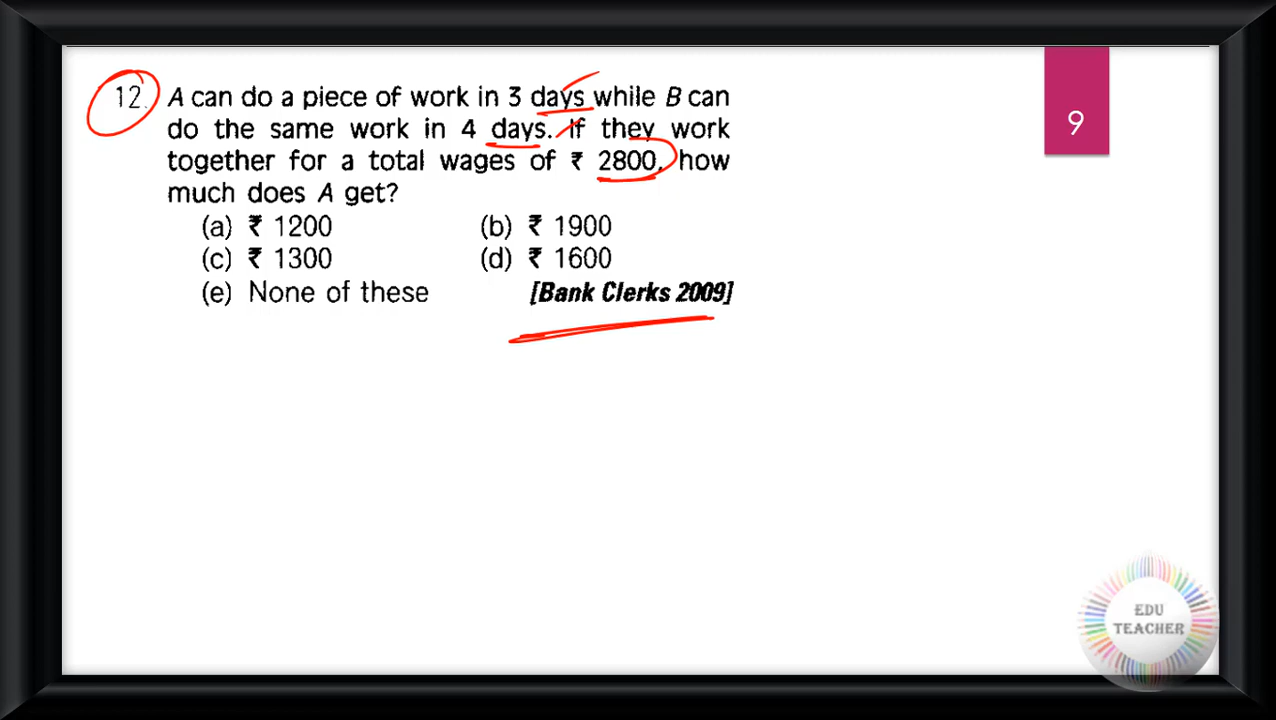 9
12. A can do a piece of work in 3 days while B can
do the same work in 4 days. If they work
together for a total wages of ₹ 2800, how
much does A get?
(a) ₹ 1200 (b) ₹ 1900
(c) ₹ 1300 (d) ₹ 1600
(e) None of these [Bank Clerks 2009]
EDU
TEACHER